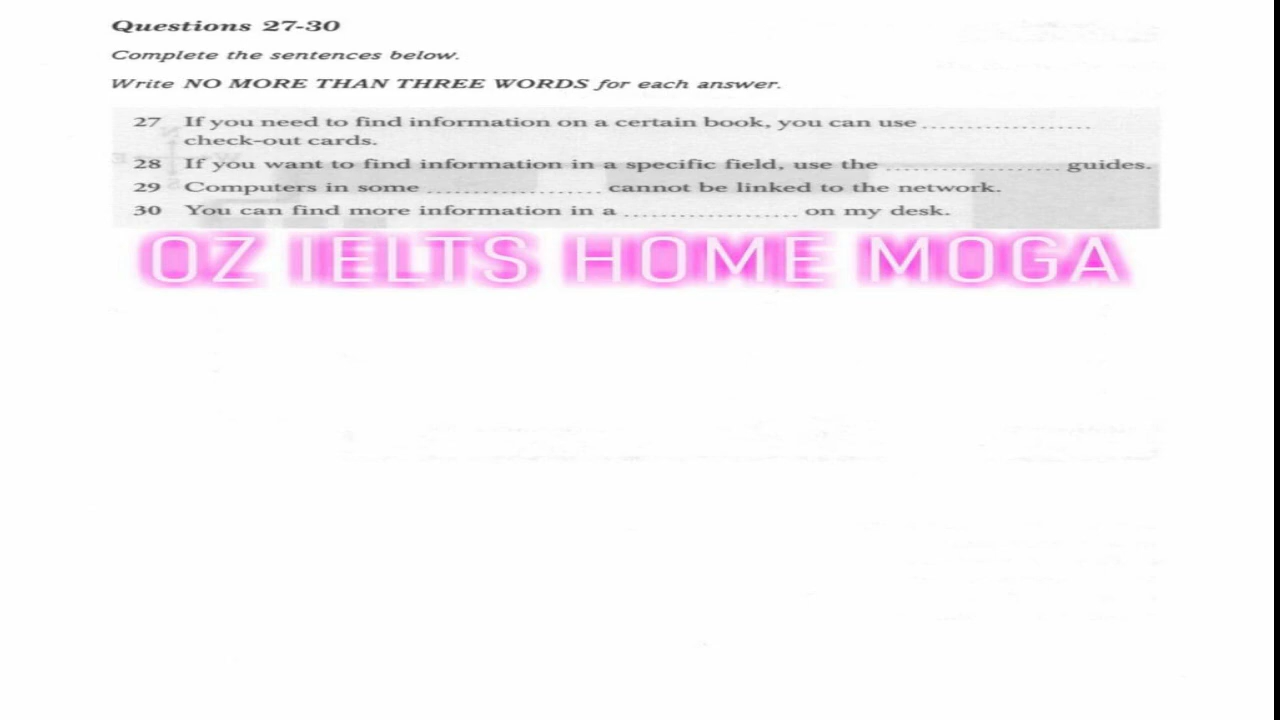 Questions 27-30
Complete the sentences below.
Write NO MORE THAN THREE WORDS for each answer.
27 If you need to find information on a certain book, you can use ..................
check-out cards.
28 If you want to find information in a specific field, use the .................. guides.
29 Computers in some .................. cannot be linked to the network.
30 You can find more information in a .................. on my desk.
OZ IELTS HOME MOGA